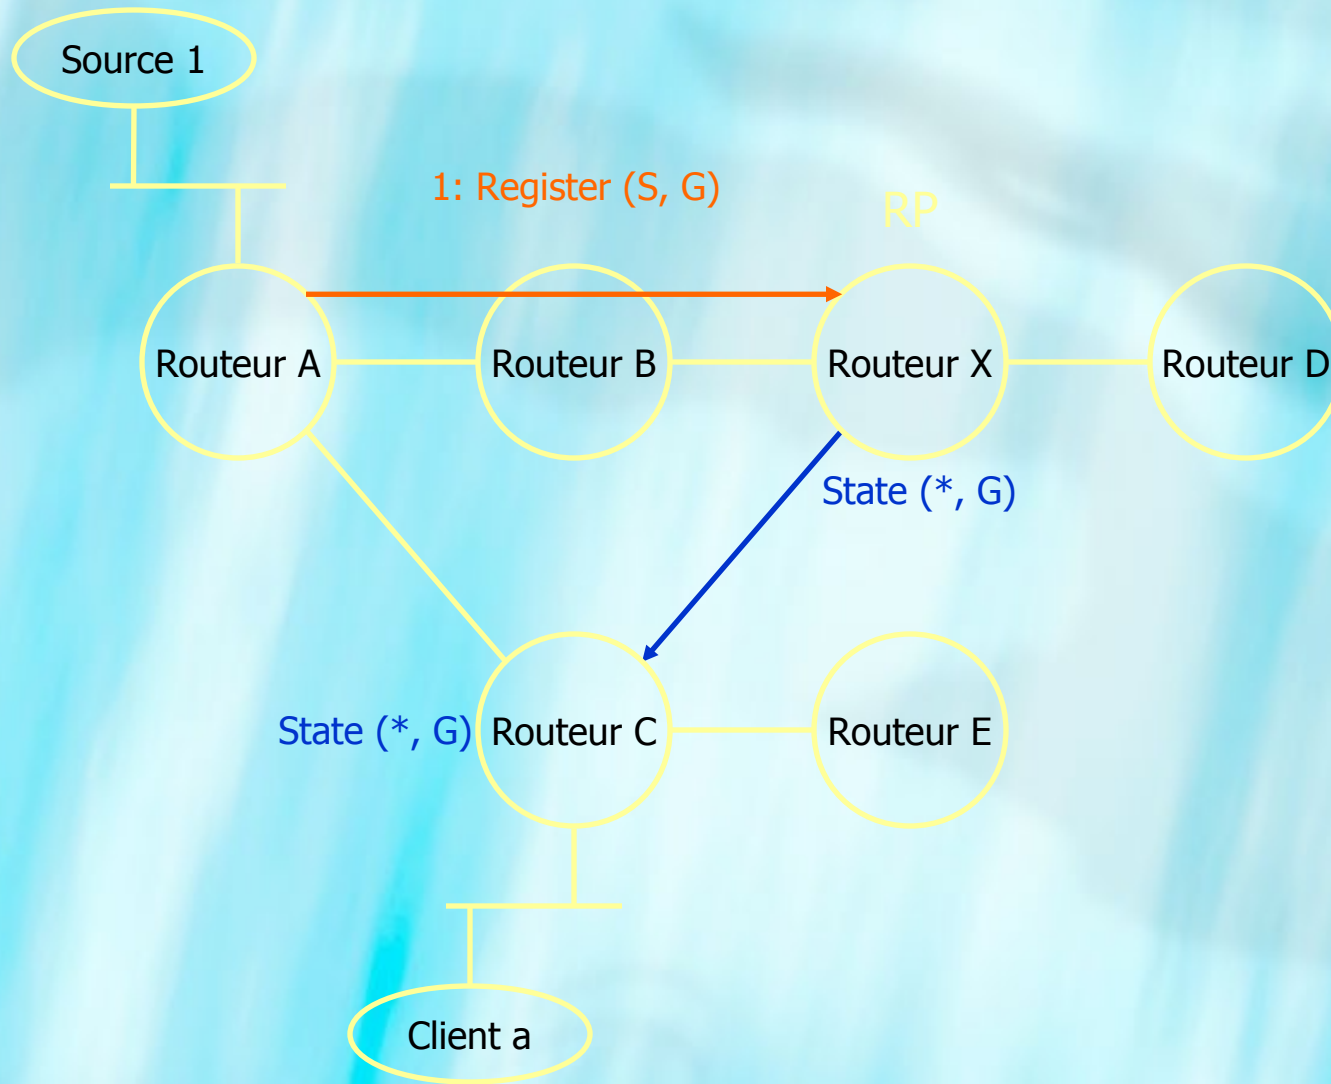 Source 1
1: Register (S, G)
RP
Routeur A
Routeur B
Routeur X
Routeur D
State (*, G)
State (*, G)
Routeur C
Routeur E
Client a